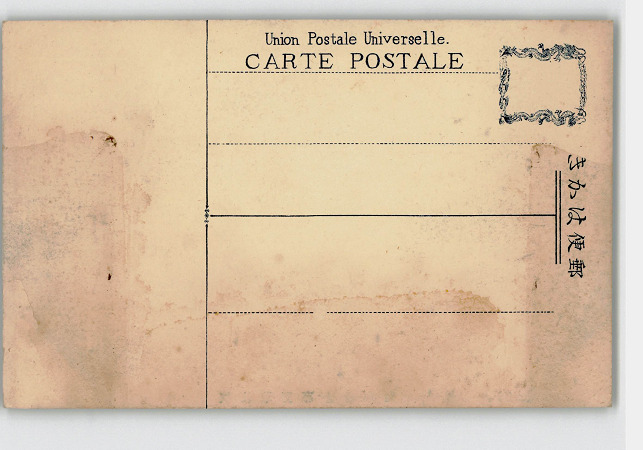 Union Postale Universelle.
CARTE POSTALE
郵便はかき